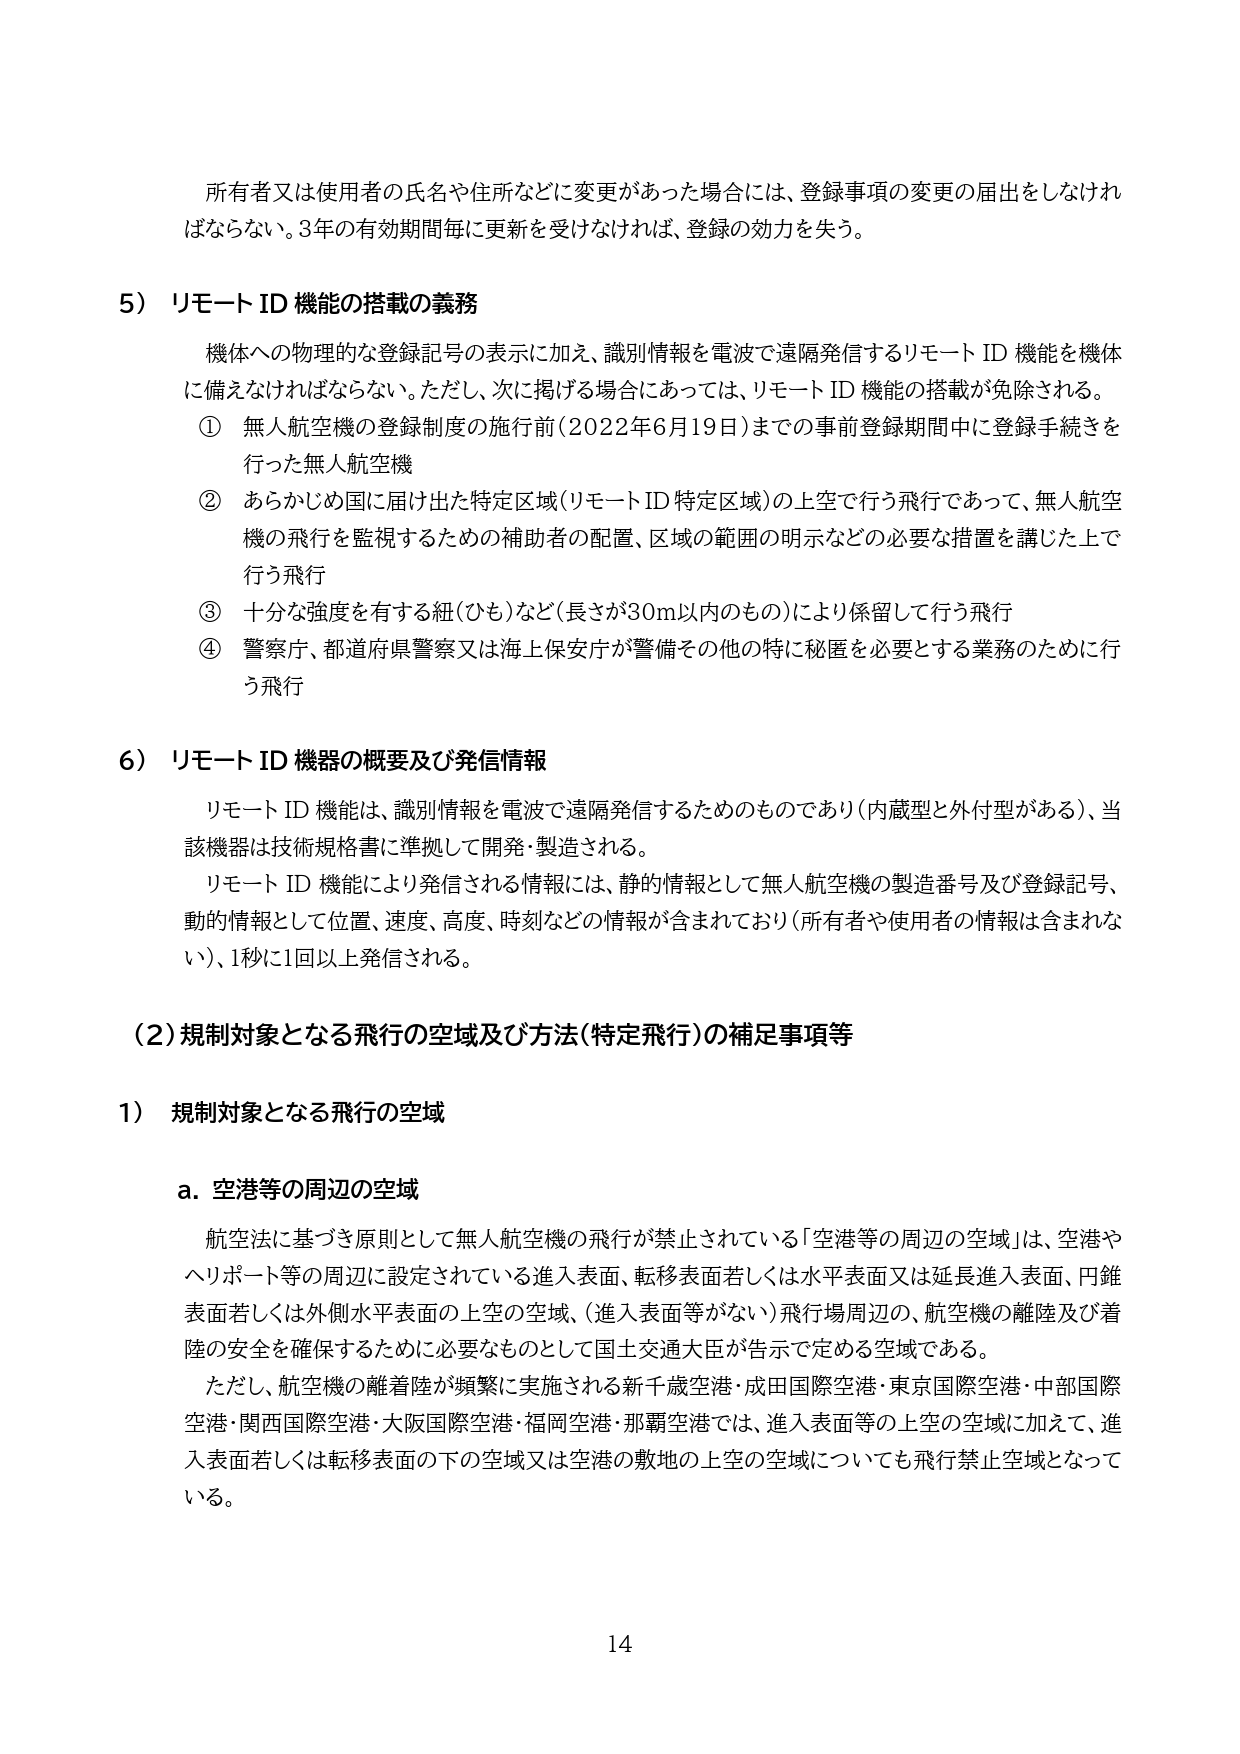 所有者又は使用者の氏名や住所などに変更があった場合には、登録事項の変更の届出をしなけれ
ばならない。3年の有効期間毎に更新を受けなければ、登録の効力を失う。
5） リモート ID 機能の搭載の義務
機体への物理的な登録記号の表示に加え、識別情報を電波で遠隔発信するリモート ID 機能を機体
に備えなければならない。ただし、次に掲げる場合にあっては、リモート ID 機能の搭載が免除される。
① 無人航空機の登録制度の施行前（2022年6月19日）までの事前登録期間中に登録手続きを
行った無人航空機
② あらかじめ国に届け出た特定区域（リモート ID 特定区域）の上空で行う飛行であって、無人航空
機の飛行を監視するための補助者の配置、区域の範囲の明示などの必要な措置を講じた上で
行う飛行
③ 十分な強度を有する紐（ひも）など（長さが30m以内のもの）により係留して行う飛行
④ 警察庁、都道府県警察又は海上保安庁が警備その他の特に秘匿を必要とする業務のために行
う飛行
6） リモート ID 機器の概要及び発信情報
リモート ID 機能は、識別情報を電波で遠隔発信するためのものであり（内蔵型と外付型がある）、当
該機器は技術規格書に準拠して開発・製造される。
リモート ID 機能により発信される情報には、静的情報として無人航空機の製造番号及び登録記号、
動的情報として位置、速度、高度、時刻などの情報が含まれており（所有者や使用者の情報は含まれな
い）、1秒に1回以上発信される。
（2）規制対象となる飛行の空域及び方法（特定飛行）の補足事項等
1） 規制対象となる飛行の空域
a. 空港等の周辺の空域
航空法に基づき原則として無人航空機の飛行が禁止されている「空港等の周辺の空域」は、空港や
ヘリポート等の周辺に設定されている進入表面、転移表面若しくは水平表面又は延長進入表面、円錐
表面若しくは外側水平表面の上空の空域、（進入表面等がない）飛行場周辺の、航空機の離陸及び着
陸の安全を確保するために必要なものとして国土交通大臣が告示で定める空域である。
ただし、航空機の離着陸が頻繁に実施される新千歳空港・成田国際空港・東京国際空港・中部国際
空港・関西国際空港・大阪国際空港・福岡空港・那覇空港では、進入表面等の上空の空域に加えて、進
入表面若しくは転移表面の下の空域又は空港の敷地の上空の空域についても飛行禁止空域となって
いる。
14